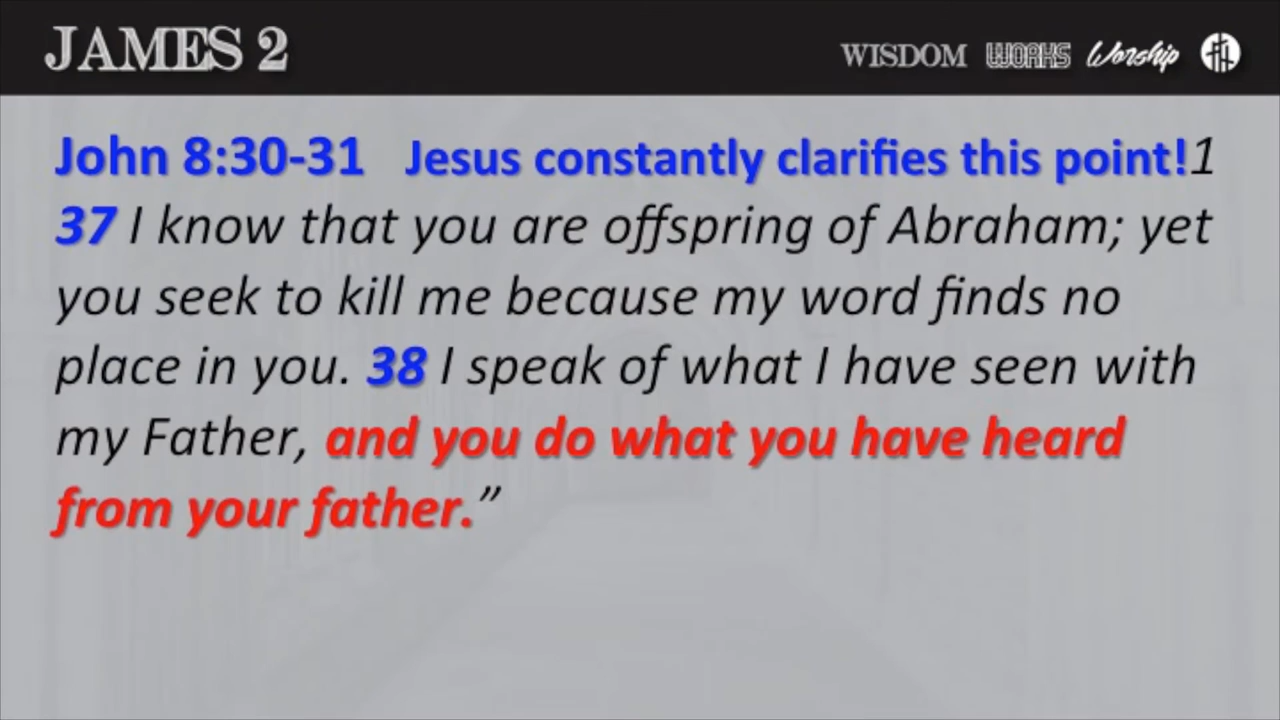 JAMES 2
WISDOM WORKS Worship
John 8:30-31 Jesus constantly clarifies this point!1
37 I know that you are offspring of Abraham; yet
you seek to kill me because my word finds no
place in you. 38 I speak of what I have seen with
my Father, and you do what you have heard
from your father.”